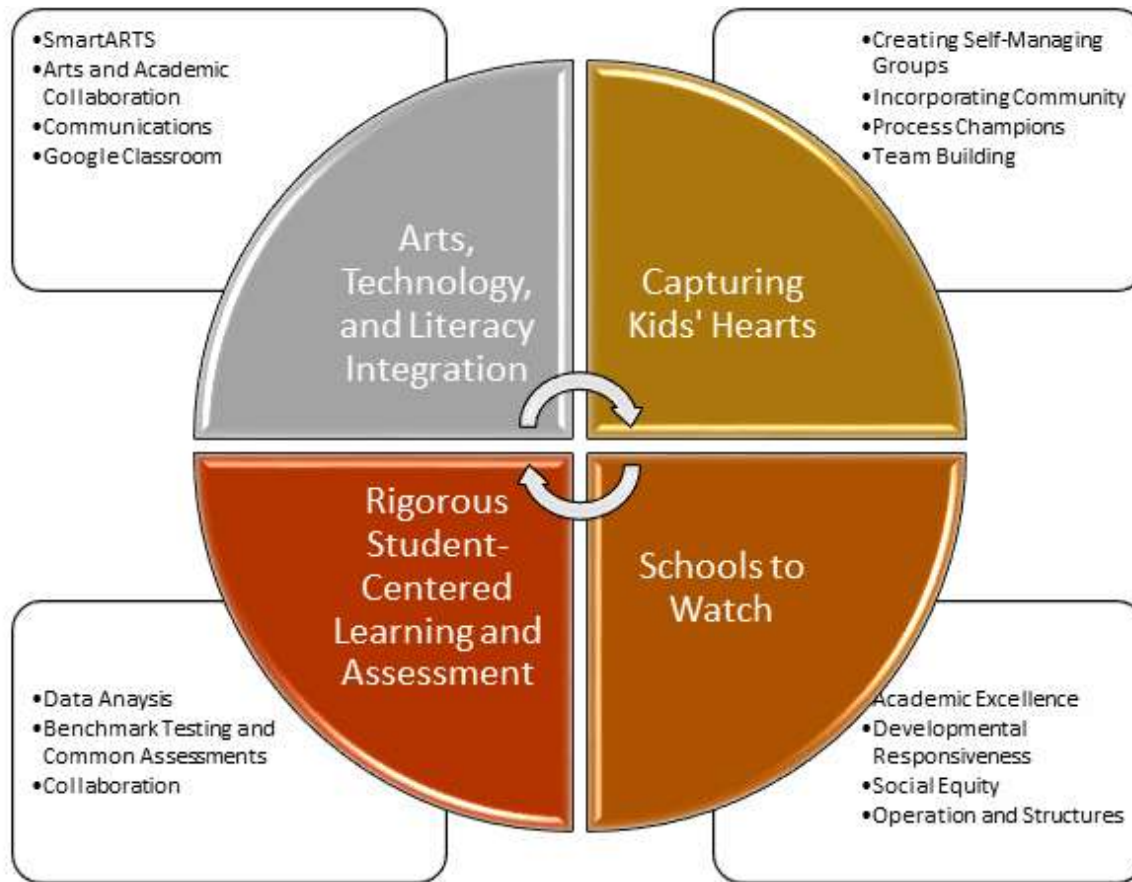 •SmartARTS
•Arts and Academic
Collaboration
•Communications
•Google Classroom
•Creating Self-Managing
Groups
•Incorporating Community
•Process Champions
•Team Building
Arts,
Technology,
and Literacy
Integration
Capturing
Kids' Hearts
Rigorous
Student-
Centered
Learning and
Assessment
Schools to
Watch
•Data Anaysis
•Benchmark Testing and
Common Assessments
•Collaboration
Academic Excellence
•Developmental
Responsiveness
•Social Equity
•Operation and Structures